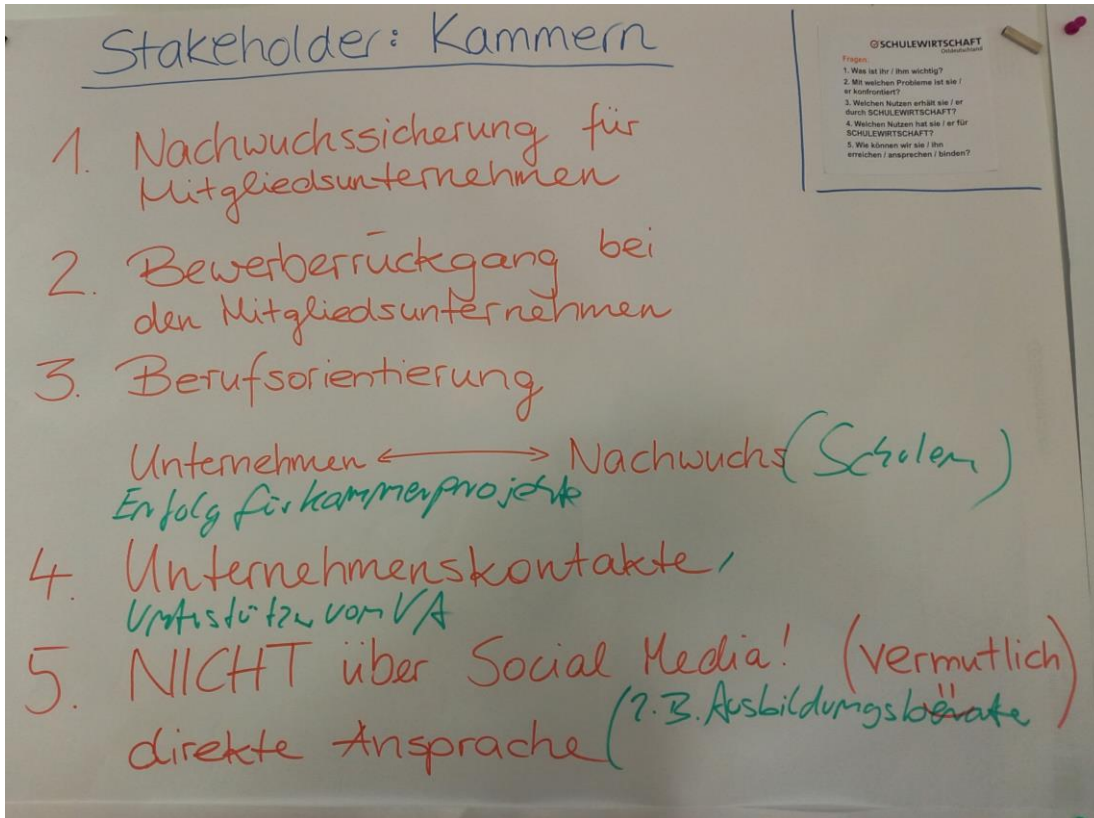 Stakeholder: Kammern
SCHULEWIRTSCHAFT
Ostdeutschland
Fragen:
1. Was ist ihr / ihm wichtig?
2. Mit welchen Probleme ist sie /
er konfrontiert?
3. Welchen Nutzen erhält sie / er
durch SCHULEWIRTSCHAFT?
4. Welchen Nutzen hat sie / er für
SCHULEWIRTSCHAFT?
5. Wie können wir sie / ihn
erreichen / ansprechen / binden?
1. Nachwuchssicherung für
Mitgliedsunternehmen
2. Bewerberrückgang bei
den Mitgliedsunternehmen
3. Berufsorientierung
Unternehmen ↔ Nachwuchs (Schulen)
Erfolg für Kammerprojekte
4. Unternehmenskontakte,
von VA
5. NICHT über Social Media! (vermutlich)
direkte Ansprache (z.B.